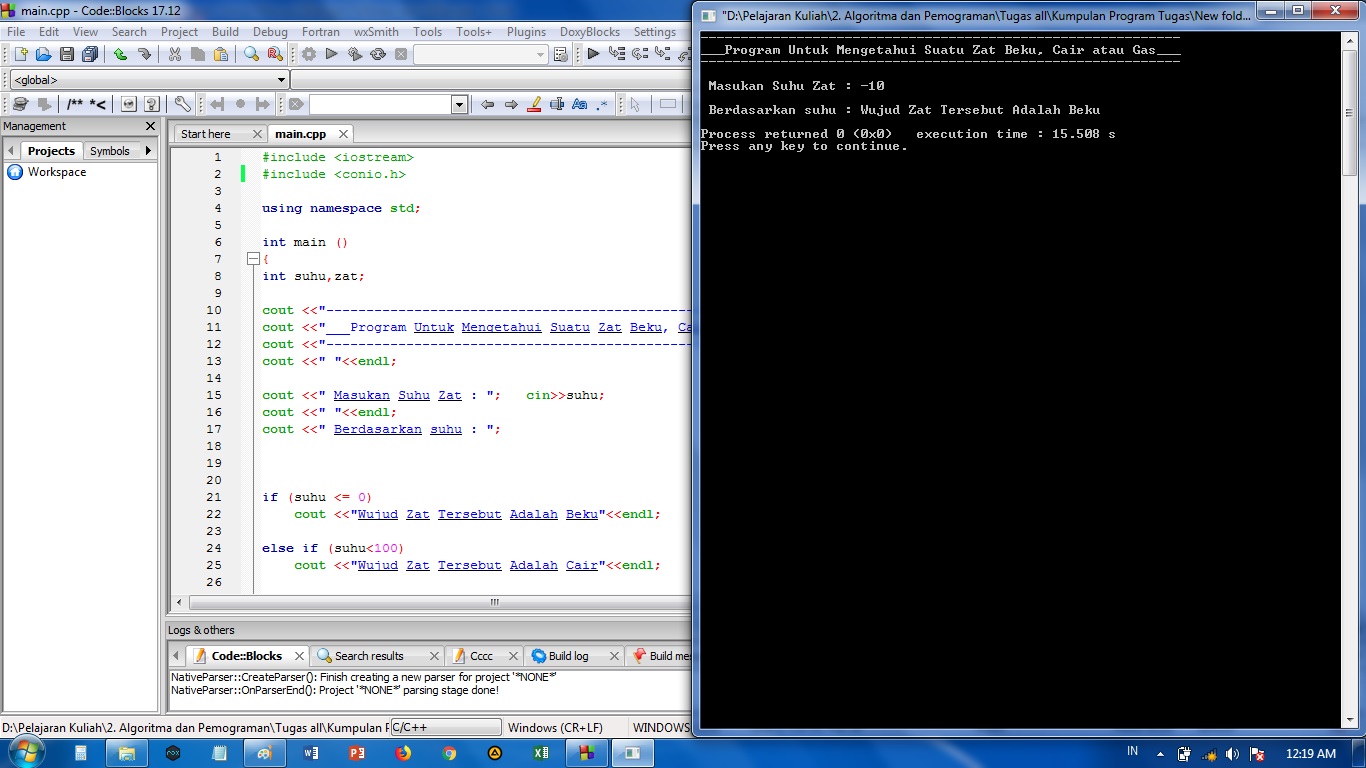 main.cpp - Code::Blocks 17.12
File Edit View Search Project Build Debug Fortran wxSmith Tools Tools+ Plugins DoxyBlocks Settings
<global>
/** *<
Aa .*
Management
Projects Symbols
Workspace
Start here main.cpp
1 #include <iostream>
2 #include <conio.h>
3
4 using namespace std;
5
6 int main ()
7 {
8 int suhu,zat;
9
10 cout <<"----------------------------------------------
11 cout <<"___Program Untuk Mengetahui Suatu Zat Beku, Ca
12 cout <<"----------------------------------------------
13 cout <<" "<<endl;
14
15 cout <<" Masukan Suhu Zat : "; cin>>suhu;
16 cout <<" "<<endl;
17 cout <<" Berdasarkan suhu : ";
18
19
20
21 if (suhu <= 0)
22 cout <<"Wujud Zat Tersebut Adalah Beku"<<endl;
23
24 else if (suhu<100)
25 cout <<"Wujud Zat Tersebut Adalah Cair"<<endl;
26
Logs & others
Code::Blocks Search results Cccc Build log Build mes
NativeParser::CreateParser(): Finish creating a new parser for project '*NONE*'
NativeParser::OnParserEnd(): Project '*NONE*' parsing stage done!
D:\Pelajaran Kuliah\2. Algoritma dan Pemograman\Tugas all\Kumpulan P C/C++ Windows (CR+LF) WINDOWS
"D:\Pelajaran Kuliah\2. Algoritma dan Pemograman\Tugas all\Kumpulan Program Tugas\New fold...
------------------------------------------------------------
___Program Untuk Mengetahui Suatu Zat Beku, Cair atau Gas___
------------------------------------------------------------
Masukan Suhu Zat : -10
Berdasarkan suhu : Wujud Zat Tersebut Adalah Beku
Process returned 0 (0x0) execution time : 15.508 s
Press any key to continue.
IN 12:19 AM